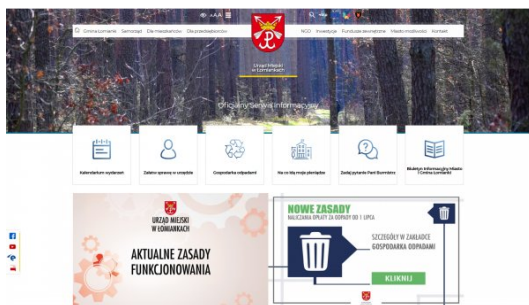 AAA
Gmina Łomianki Samorząd Dla mieszkańców Dla przedsiębiorców
NGO Inwestycje Fundusze zewnętrzne Miasto możliwości Kontakt
Urząd Miejski
w Łomiankach
Oficjalny Serwis Informacyjny
Kalendarium wydarzeń
Załatw sprawę w urzędzie
Gospodarka odpadami
Na co idą moje pieniądze
Zadaj pytanie Pani Burmistrz
Biuletyn Informacyjny Miasta
i Gminy Łomianki
URZĄD MIEJSKI
W ŁOMIANKACH
AKTUALNE ZASADY
FUNKCJONOWANIA
NOWE ZASADY
NALICZANIA OPŁATY ZA ODPADY OD 1 LIPCA
SZCZEGÓŁY W ZAKŁADCE
GOSPODARKA ODPADAMI
KLIKNIJ